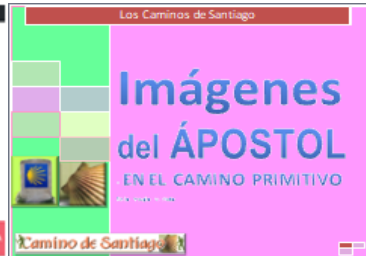 Los Caminos de Santiago
Imágenes
del ÁPOSTOL
EN EL CAMINO PRIMITIVO
Camino de Santiago